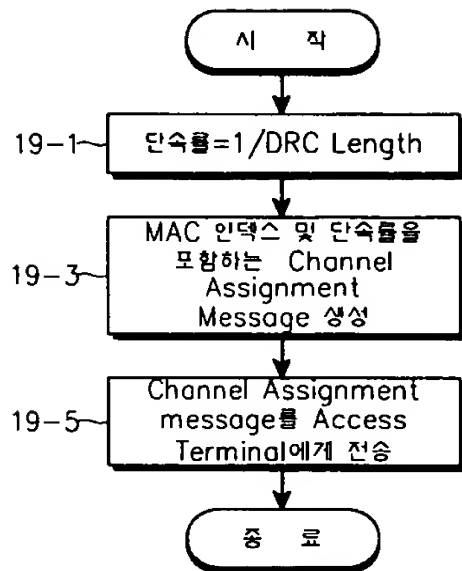 시 작
19-1
단속률=1/DRC Length
19-3
MAC 인덱스 및 단속률을
포함하는 Channel
Assignment
Message 생성
19-5
Channel Assignment
message를 Access
Terminal에게 전송
종 료